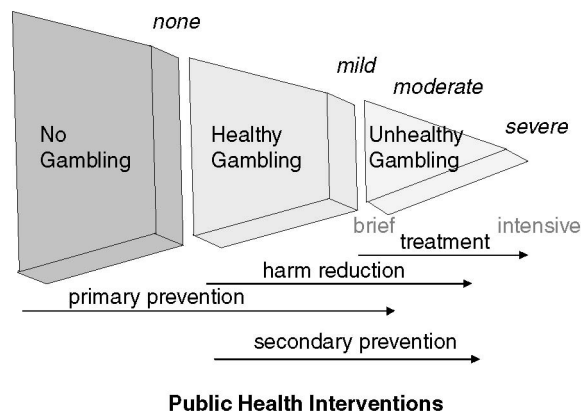 none
mild
moderate
severe
No
Gambling
Healthy
Gambling
Unhealthy
Gambling
brief
intensive
treatment
harm reduction
primary prevention
secondary prevention
Public Health Interventions